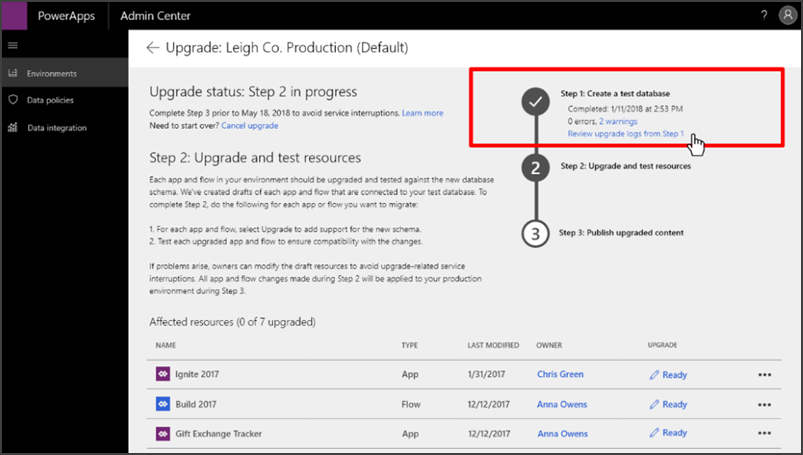 PowerApps
Admin Center
?
Upgrade: Leigh Co. Production (Default)
Environments
Data policies
Data integration
Upgrade status: Step 2 in progress
Complete Step 3 prior to May 18, 2018 to avoid service interruptions. Learn more
Need to start over? Cancel upgrade
Step 2: Upgrade and test resources
Each app and flow in your environment should be upgraded and tested against the new database
schema. We've created drafts of each app and flow that are connected to your test database. To
complete Step 2, do the following for each app or flow you want to migrate:
1. For each app and flow, select Upgrade to add support for the new schema.
2. Test each upgraded app and flow to ensure compatibility with the changes.
If problems arise, owners can modify the draft resources to avoid upgrade-related service
interruptions. All app and flow changes made during Step 2 will be applied to your production
environment during Step 3.
Step 1: Create a test database
Completed: 1/11/2018 at 2:53 PM
0 errors, 2 warnings
Review upgrade logs from Step 1
2 Step 2: Upgrade and test resources
3 Step 3: Publish upgraded content
Affected resources (0 of 7 upgraded)
NAME TYPE LAST MODIFIED OWNER UPGRADE
Ignite 2017 App 1/31/2017 Chris Green Ready
Build 2017 Flow 12/12/2017 Anna Owens Ready
Gift Exchange Tracker App 12/12/2017 Anna Owens Ready